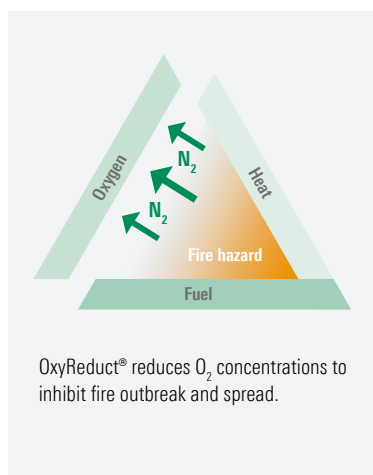 Oxygen
Heat
N₂
N₂
Fire hazard
Fuel
OxyReduct® reduces O₂ concentrations to
inhibit fire outbreak and spread.